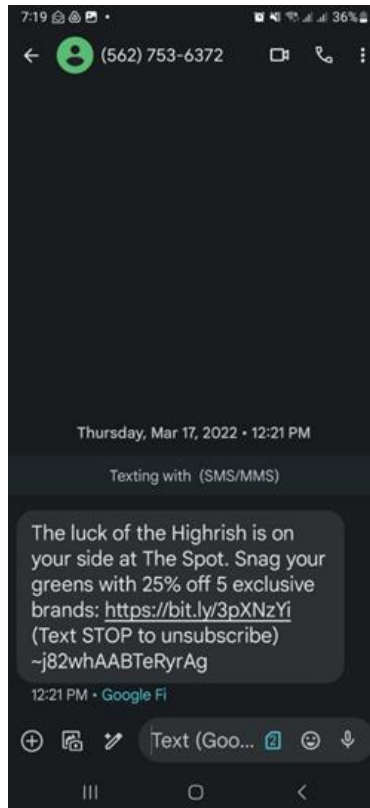 7:19
36%
(562) 753-6372
Thursday, Mar 17, 2022 • 12:21 PM
Texting with (SMS/MMS)
The luck of the Highrish is on
your side at The Spot. Snag your
greens with 25% off 5 exclusive
brands: https://bit.ly/3pXNzYi
(Text STOP to unsubscribe)
~j82whAABTeRyrAg
12:21 PM • Google Fi
Text (Goo... 2